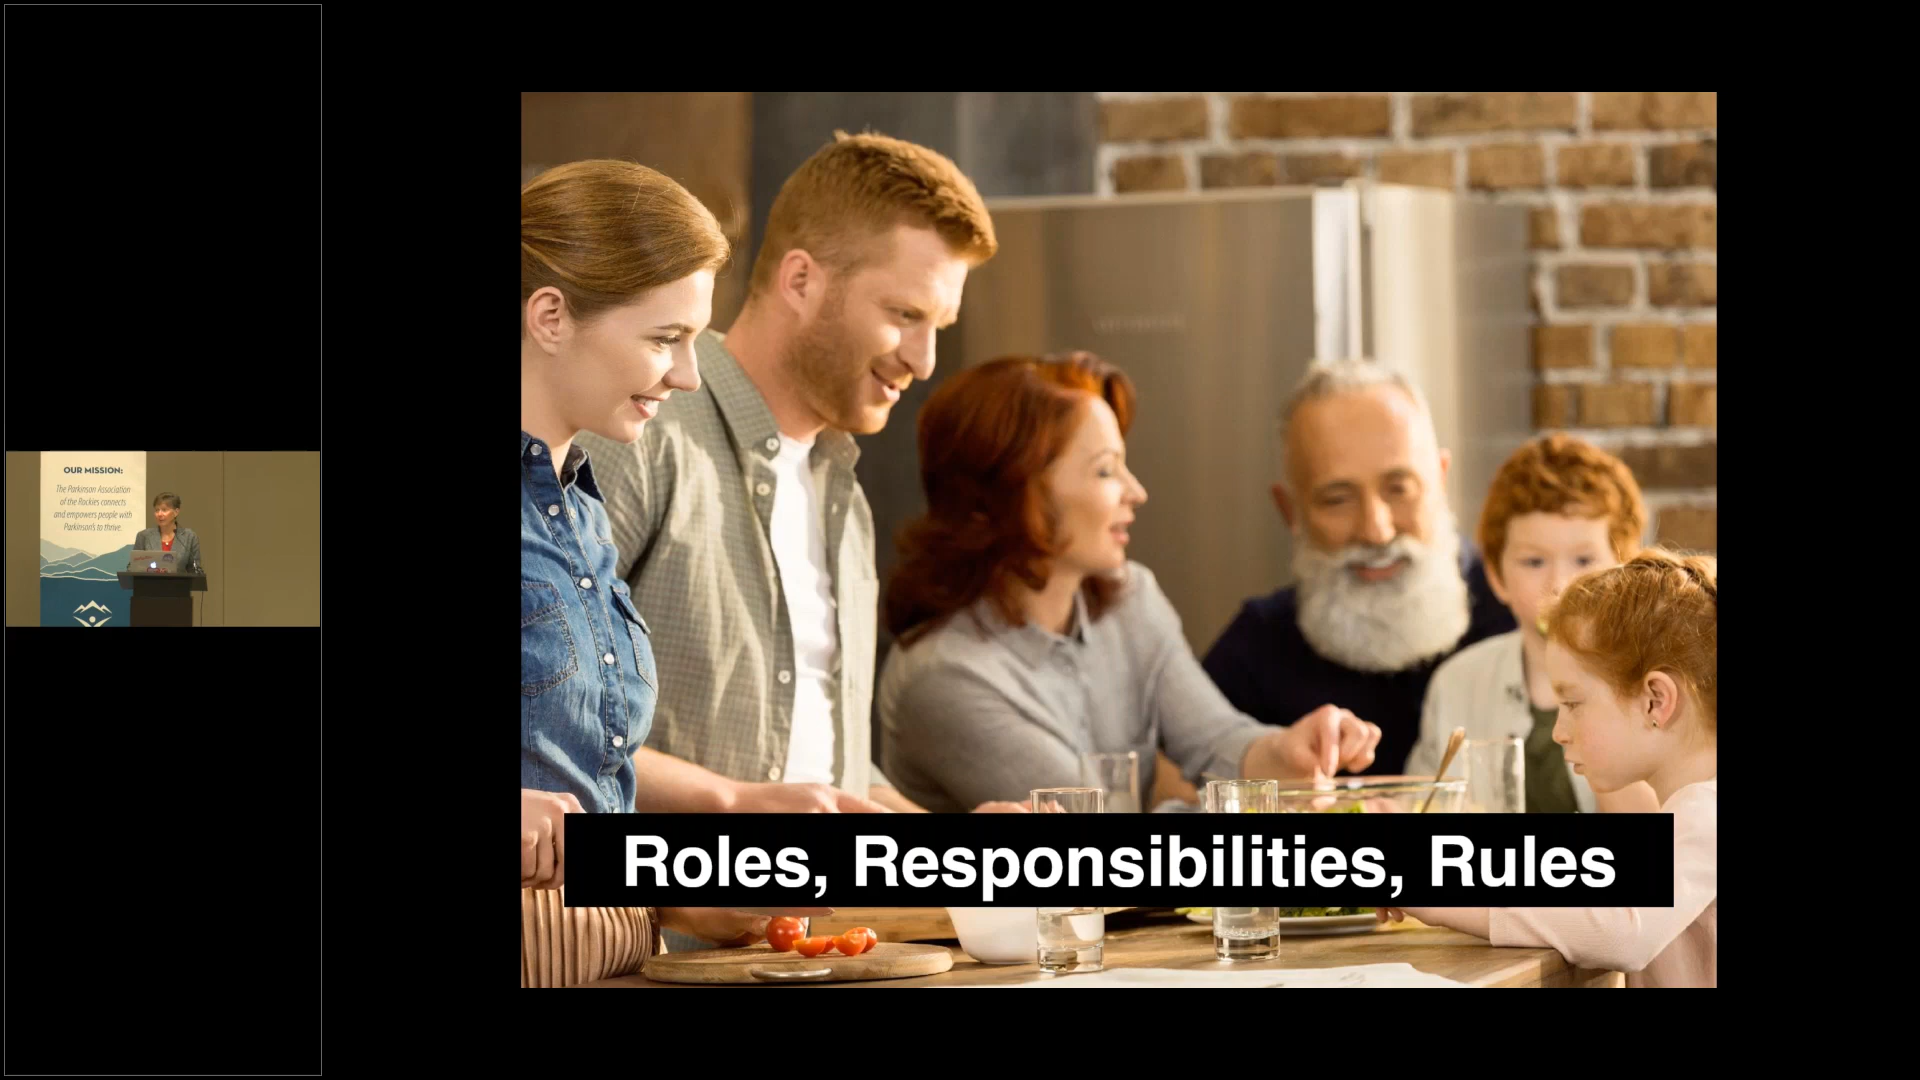 OUR MISSION:
The Parkinson Association
of the Rockies connects
and empowers people with
Parkinson's to thrive.
Roles, Responsibilities, Rules